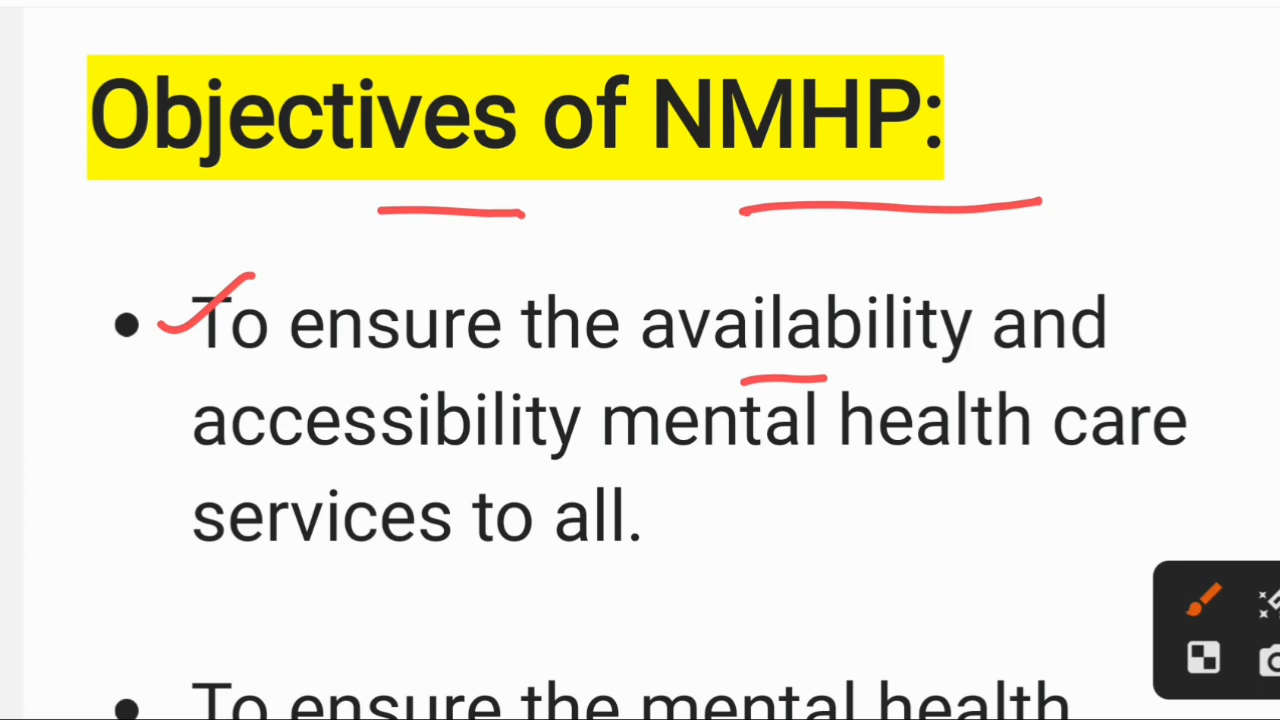 Objectives of NMHP:
• To ensure the availability and
accessibility mental health care
services to all.
• To ensure the mental health